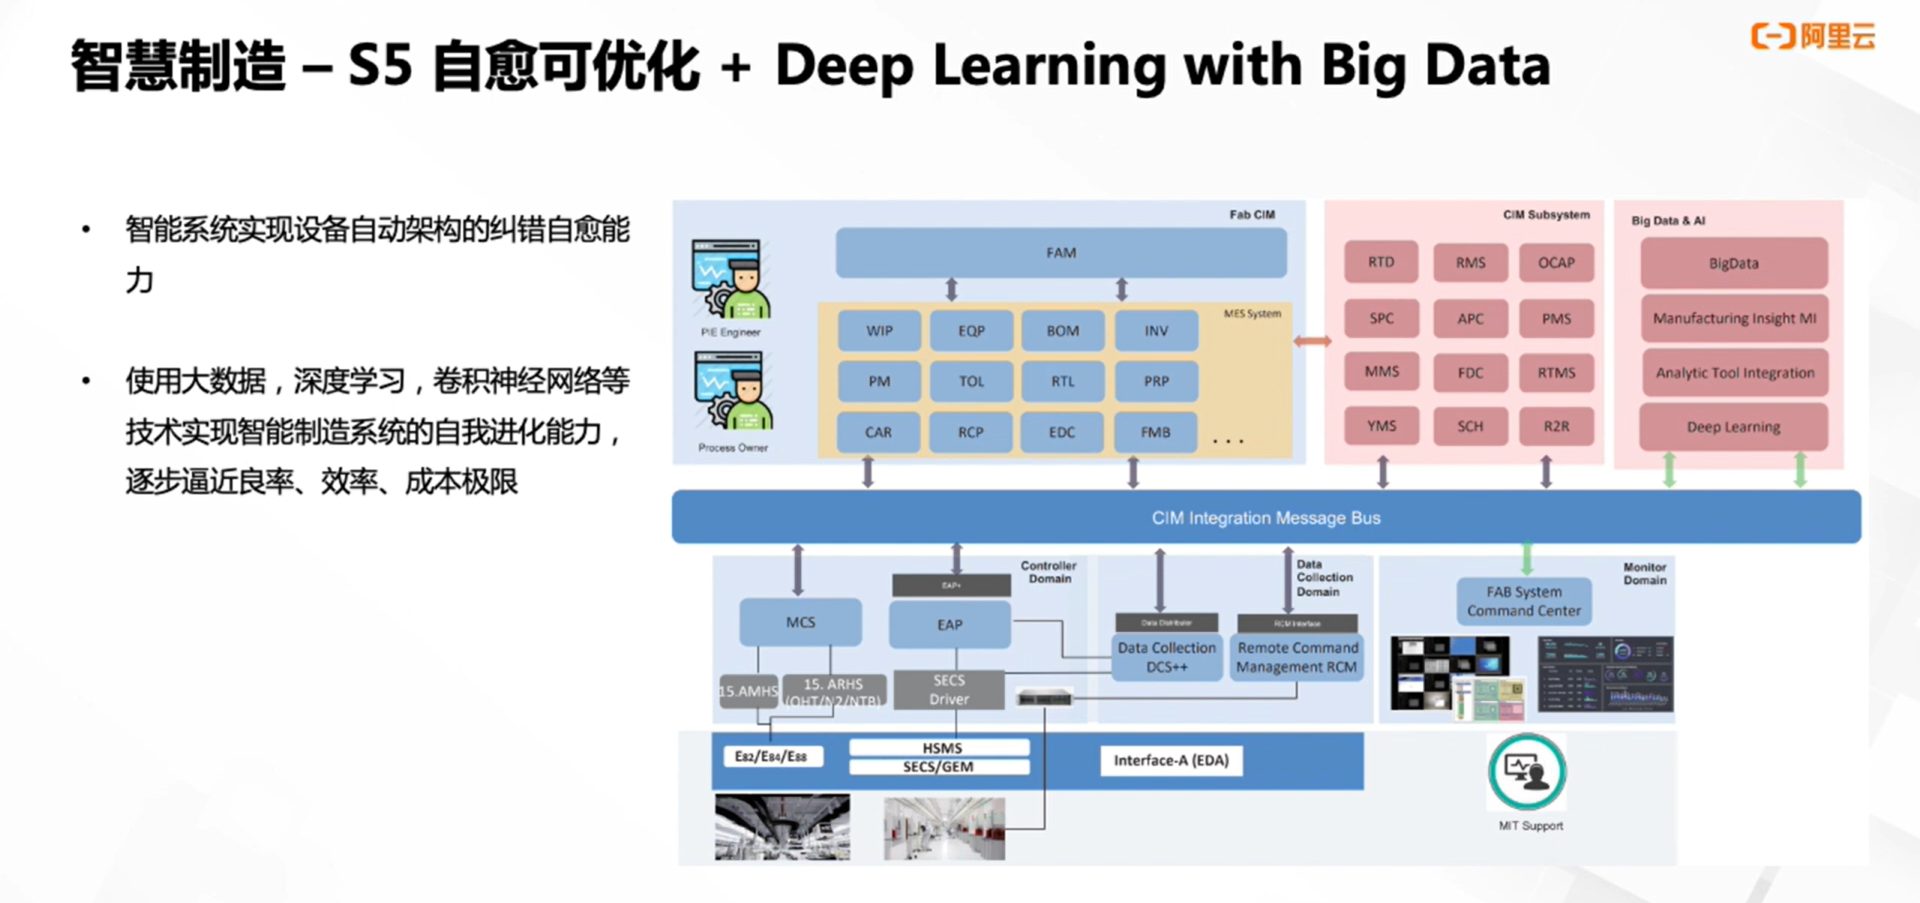 智慧制造 – S5 自愈可优化 + Deep Learning with Big Data
阿里云
• 智能系统实现设备自动架构的纠错自愈能
力
• 使用大数据，深度学习，卷积神经网络等
技术实现智能制造系统的自我进化能力，
逐步逼近良率、效率、成本极限
Fab CIM
FAM
PIE Engineer
Process Owner
MES System
WIP
EQP
BOM
INV
PM
TOL
RTL
PRP
CAR
RCP
EDC
FMB
...
CIM Subsystem
RTD
RMS
OCAP
SPC
APC
PMS
MMS
FDC
RTMS
YMS
SCH
R2R
Big Data & AI
BigData
Manufacturing Insight MI
Analytic Tool Integration
Deep Learning
CIM Integration Message Bus
Controller
Domain
MCS
EAP+
EAP
15.AMHS
15. ARHS
(OHT/N2/NTB)
SECS
Driver
Data
Collection
Domain
Data Distributor
Data Collection
DCS++
RCM Interface
Remote Command
Management RCM
Monitor
Domain
FAB System
Command Center
E82/E84/E88
HSMS
SECS/GEM
Interface-A (EDA)
MIT Support